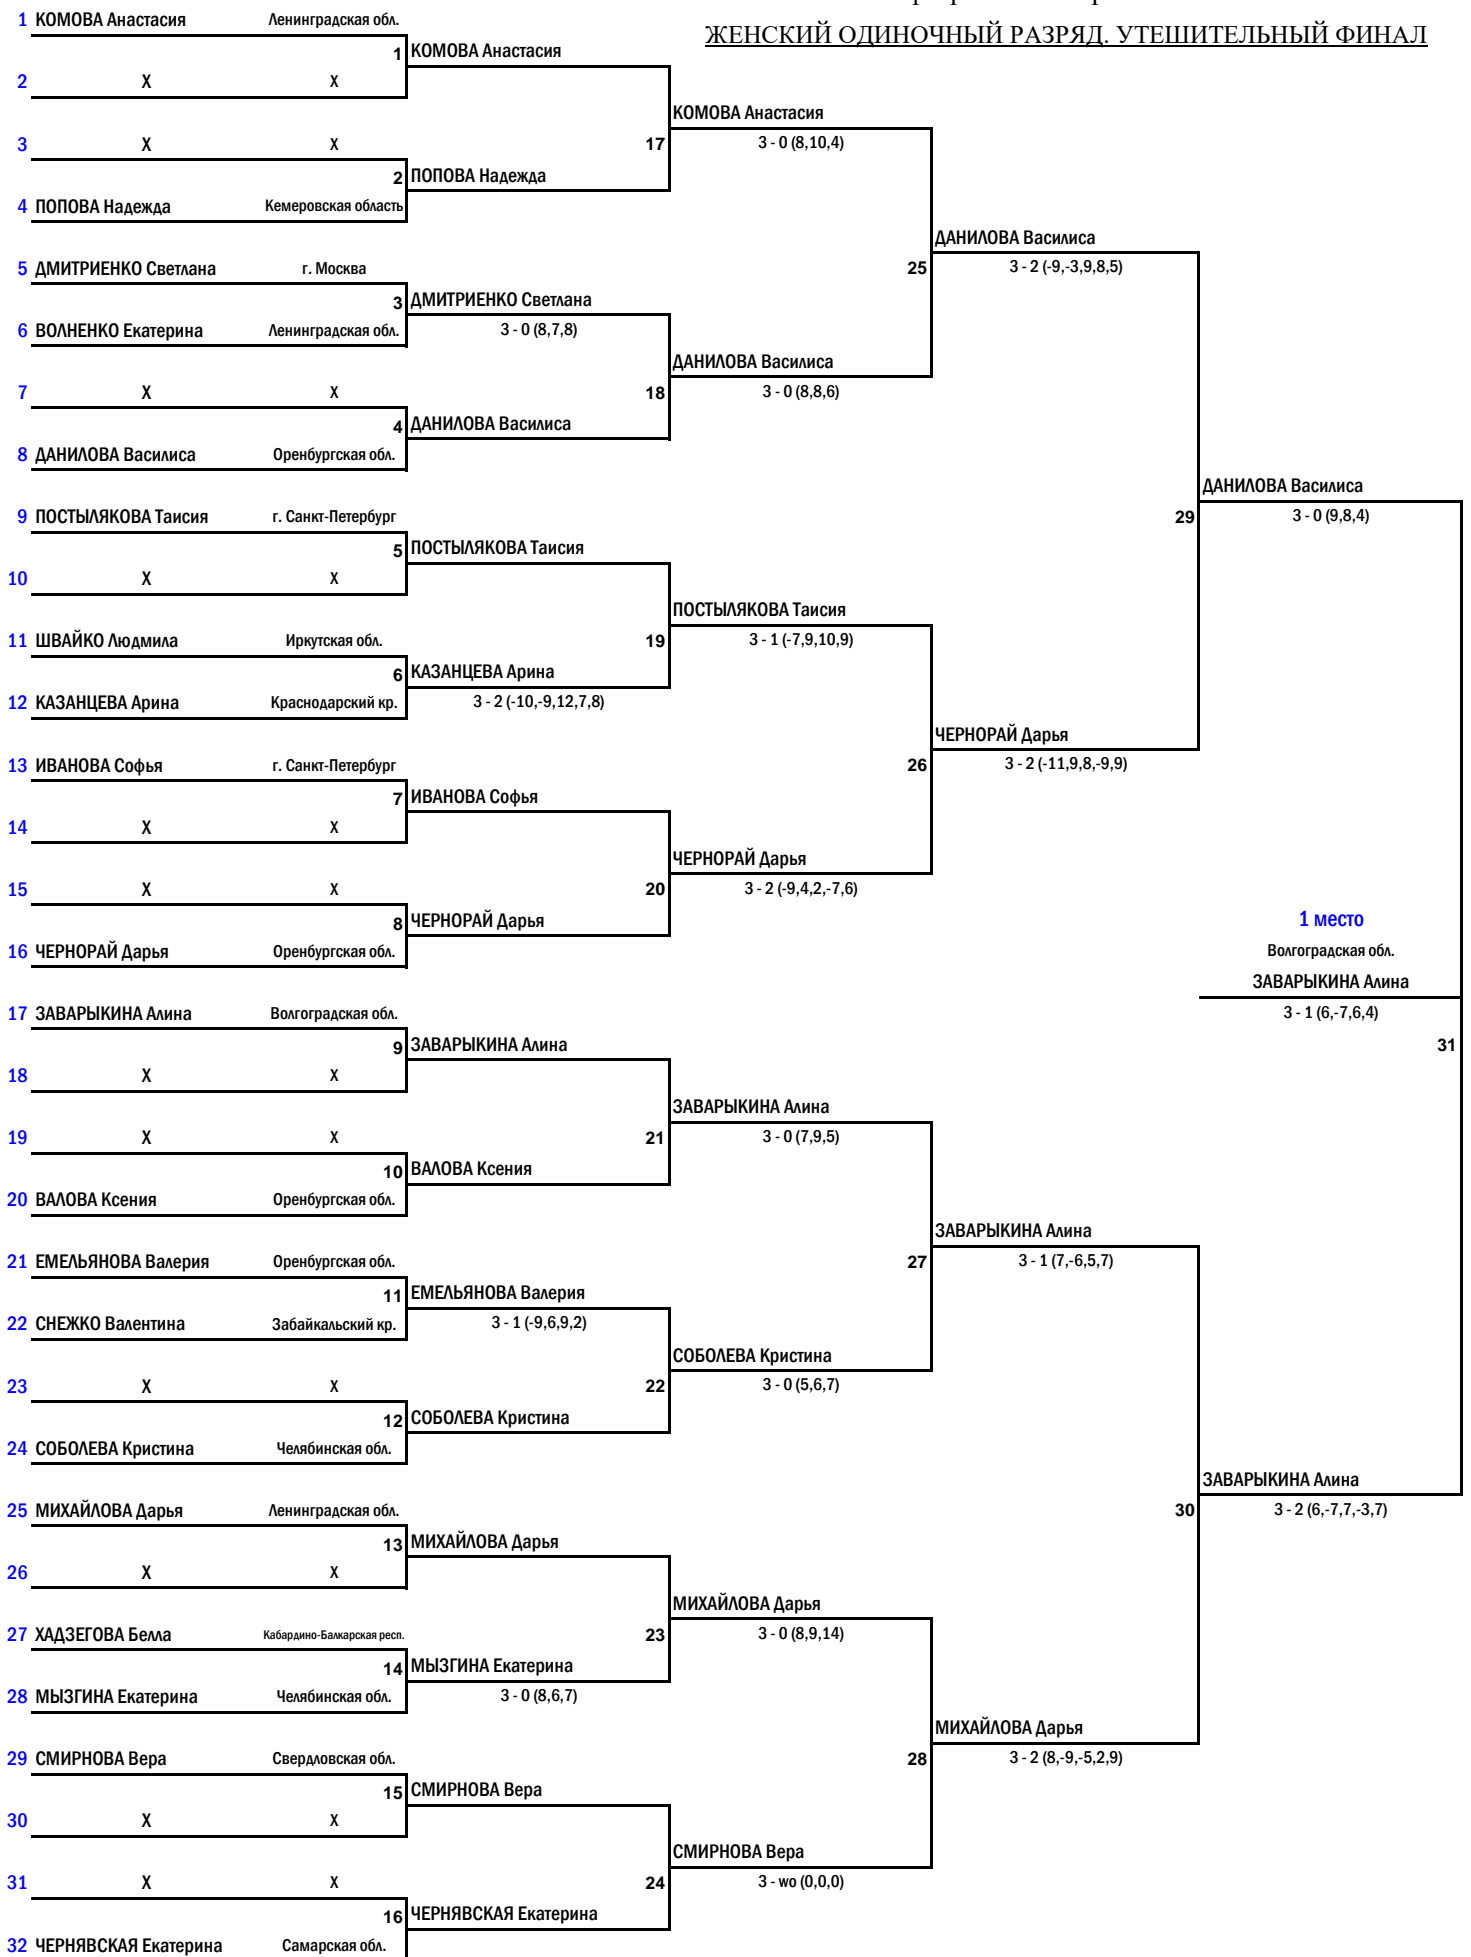 ЖЕНСКИЙ ОДИНОЧНЫЙ РАЗРЯД. УТЕШИТЕЛЬНЫЙ ФИНАЛ
1 КОМОВА Анастасия Ленинградская обл.
1 КОМОВА Анастасия
2 X X
КОМОВА Анастасия
3 X X 17 3 - 0 (8,10,4)
2 ПОПОВА Надежда
4 ПОПОВА Надежда Кемеровская область
ДАНИЛОВА Василиса
5 ДМИТРИЕНКО Светлана г. Москва 25 3 - 2 (-9,-3,9,8,5)
3 ДМИТРИЕНКО Светлана
6 ВОЛНЕНКО Екатерина Ленинградская обл. 3 - 0 (8,7,8)
ДАНИЛОВА Василиса
7 X X 18 3 - 0 (8,8,6)
4 ДАНИЛОВА Василиса
8 ДАНИЛОВА Василиса Оренбургская обл.
ДАНИЛОВА Василиса
9 ПОСТЫЛЯКОВА Таисия г. Санкт-Петербург 29 3 - 0 (9,8,4)
5 ПОСТЫЛЯКОВА Таисия
10 X X
ПОСТЫЛЯКОВА Таисия
11 ШВАЙКО Людмила Иркутская обл. 19 3 - 1 (-7,9,10,9)
6 КАЗАНЦЕВА Арина
12 КАЗАНЦЕВА Арина Краснодарский кр. 3 - 2 (-10,-9,12,7,8)
ЧЕРНОРАЙ Дарья
13 ИВАНОВА Софья г. Санкт-Петербург 26 3 - 2 (-11,9,8,-9,9)
7 ИВАНОВА Софья
14 X X
ЧЕРНОРАЙ Дарья
15 X X 20 3 - 2 (-9,4,2,-7,6)
8 ЧЕРНОРАЙ Дарья 1 место
16 ЧЕРНОРАЙ Дарья Оренбургская обл. Волгоградская обл.
ЗАВАРЫКИНА Алина
17 ЗАВАРЫКИНА Алина Волгоградская обл. 3 - 1 (6,-7,6,4)
9 ЗАВАРЫКИНА Алина 31
18 X X
ЗАВАРЫКИНА Алина
19 X X 21 3 - 0 (7,9,5)
10 ВАЛОВА Ксения
20 ВАЛОВА Ксения Оренбургская обл.
ЗАВАРЫКИНА Алина
21 ЕМЕЛЬЯНОВА Валерия Оренбургская обл. 27 3 - 1 (7,-6,5,7)
11 ЕМЕЛЬЯНОВА Валерия
22 СНЕЖКО Валентина Забайкальский кр. 3 - 1 (-9,6,9,2)
СОБОЛЕВА Кристина
23 X X 22 3 - 0 (5,6,7)
12 СОБОЛЕВА Кристина
24 СОБОЛЕВА Кристина Челябинская обл.
ЗАВАРЫКИНА Алина
25 МИХАЙЛОВА Дарья Ленинградская обл. 30 3 - 2 (6,-7,7,-3,7)
13 МИХАЙЛОВА Дарья
26 X X
МИХАЙЛОВА Дарья
27 ХАДЗЕГОВА Белла Кабардино-Балкарская респ. 23 3 - 0 (8,9,14)
14 МЫЗГИНА Екатерина
28 МЫЗГИНА Екатерина Челябинская обл. 3 - 0 (8,6,7)
МИХАЙЛОВА Дарья
29 СМИРНОВА Вера Свердловская обл. 28 3 - 2 (8,-9,-5,2,9)
15 СМИРНОВА Вера
30 X X
СМИРНОВА Вера
31 X X 24 3 - wo (0,0,0)
16 ЧЕРНЯВСКАЯ Екатерина
32 ЧЕРНЯВСКАЯ Екатерина Самарская обл.